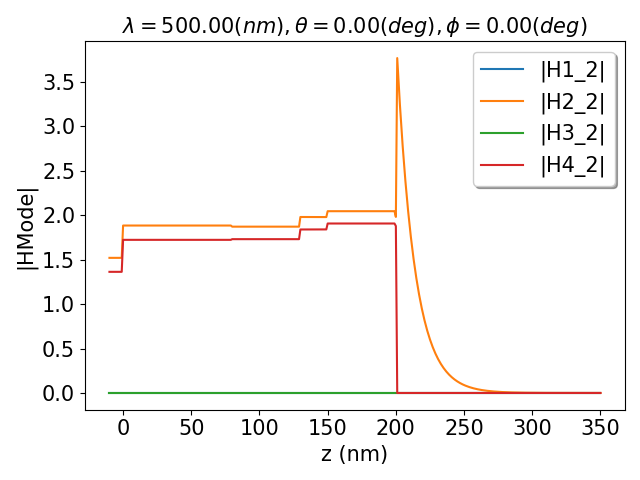 λ = 500.00(nm), θ = 0.00(deg), ϕ = 0.00(deg)
|HMode|
3.5
3.0
2.5
2.0
1.5
1.0
0.5
0.0
|H1_2|
|H2_2|
|H3_2|
|H4_2|
0 50 100 150 200 250 300 350
z (nm)